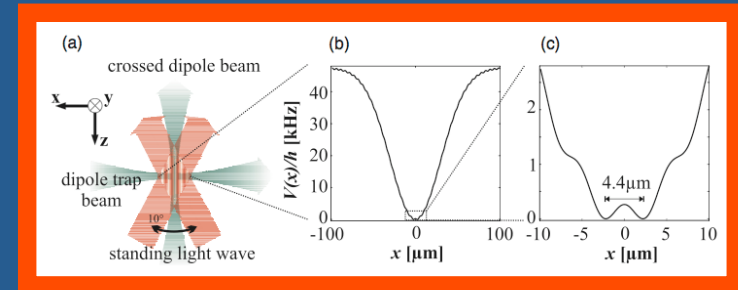 (a)
crossed dipole beam
x
y
z
dipole trap
beam
10°
standing light wave
(b)
V(x)/h [kHz]
40
30
20
10
0
-100
0
100
x [µm]
(c)
2
1
0
4.4µm
-10
-5
0
5
10
x [µm]